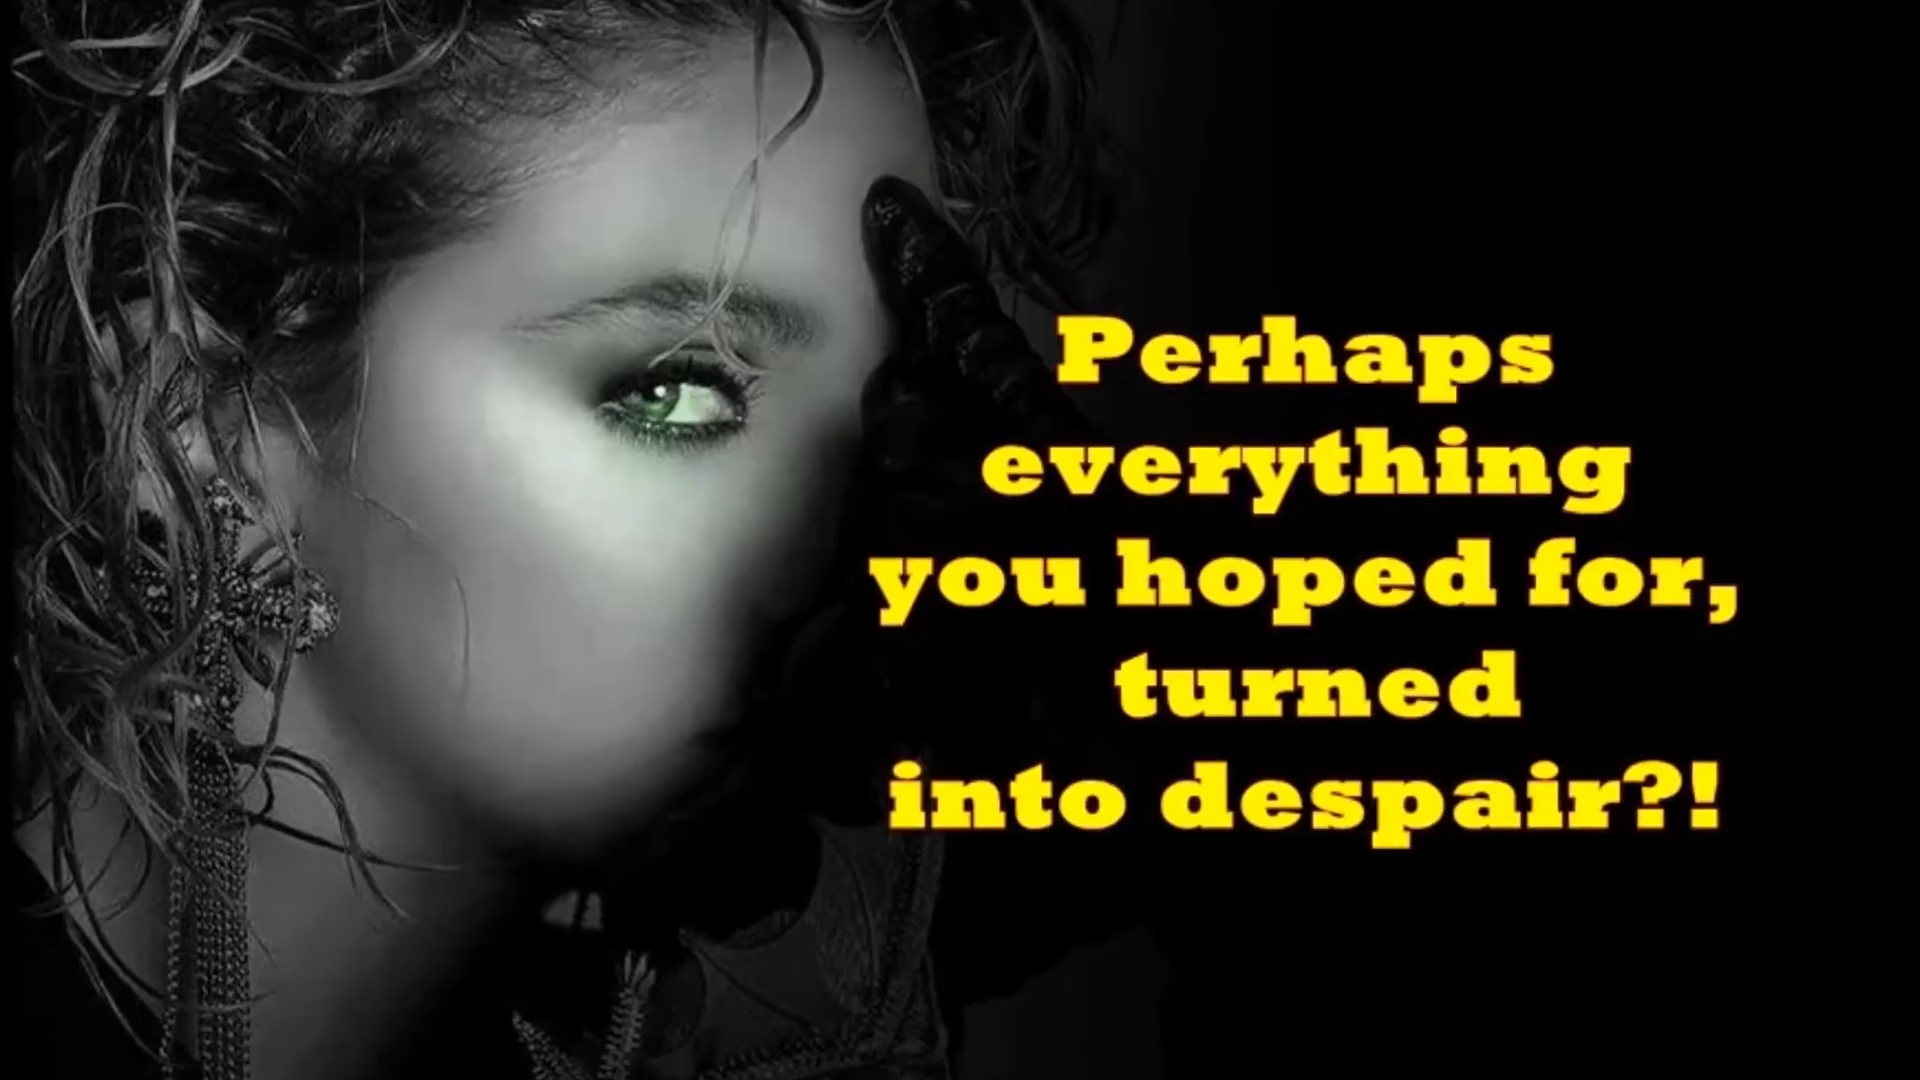 Perhaps
everything
you hoped for,
turned
into despair?!